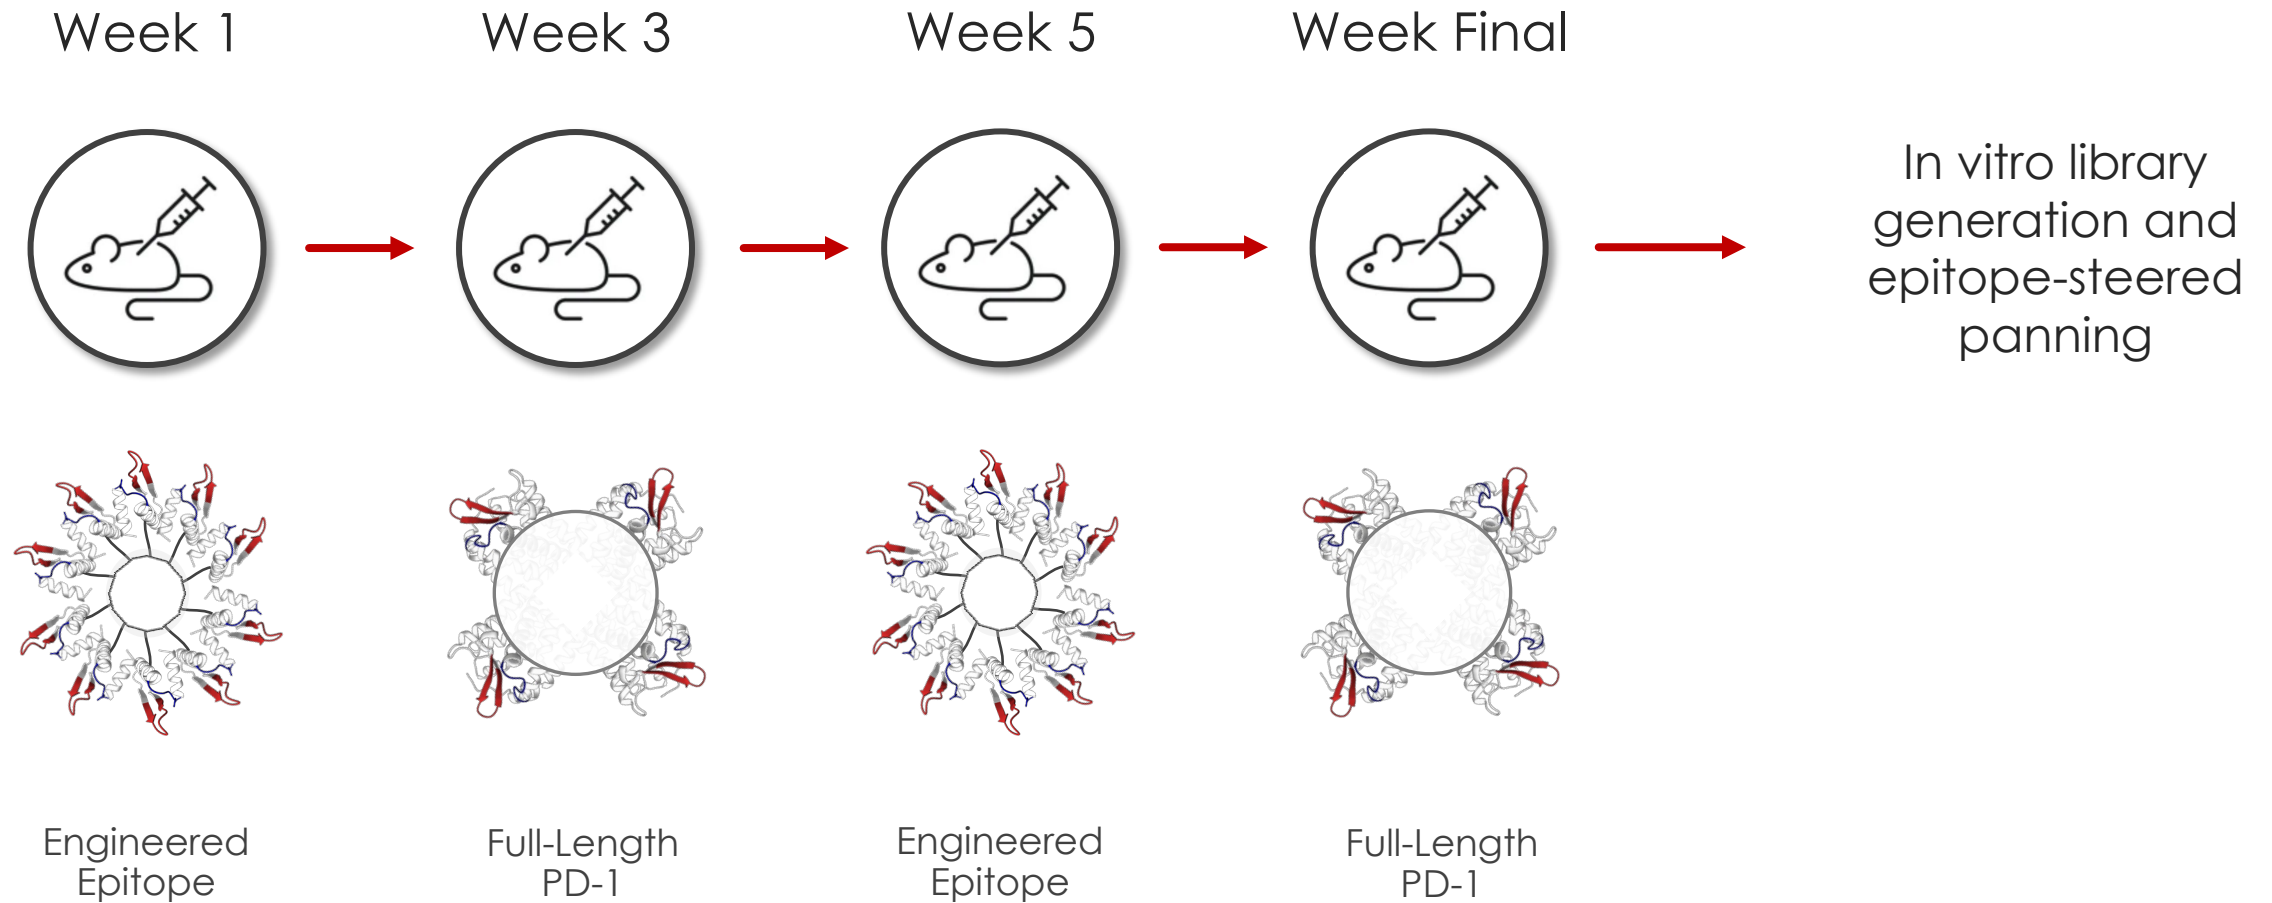 Week 1
Week 3
Week 5
Week Final
In vitro library
generation and
epitope-steered
panning
Engineered
Epitope
Full-Length
PD-1
Engineered
Epitope
Full-Length
PD-1